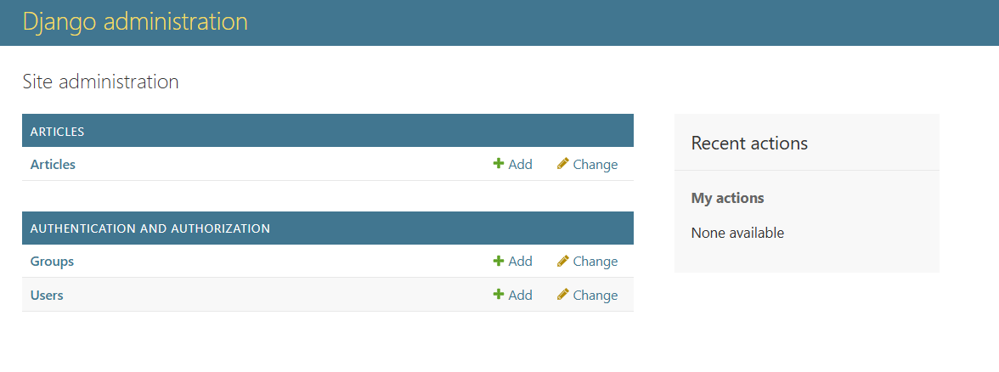 Django administration
Site administration
ARTICLES
Articles Add Change
AUTHENTICATION AND AUTHORIZATION
Groups Add Change
Users Add Change
Recent actions
My actions
None available